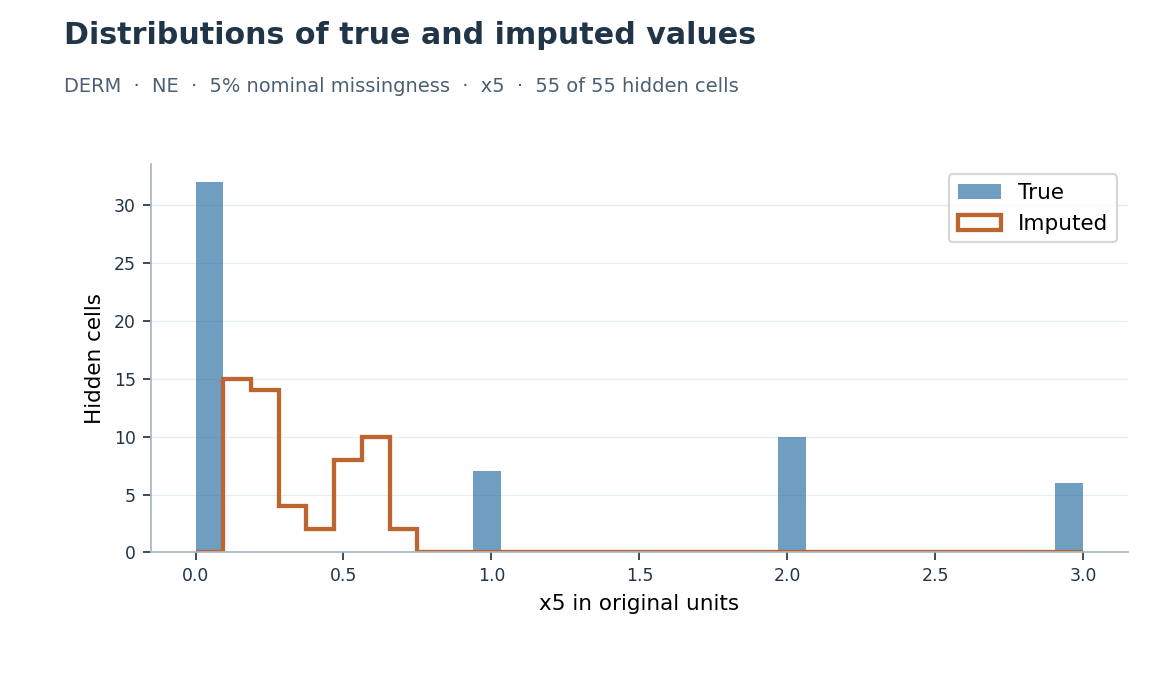 Distributions of true and imputed values
DERM · NE · 5% nominal missingness · x5 · 55 of 55 hidden cells
True
Imputed
Hidden cells
30
25
20
15
10
5
0
0.0 0.5 1.0 1.5 2.0 2.5 3.0
x5 in original units